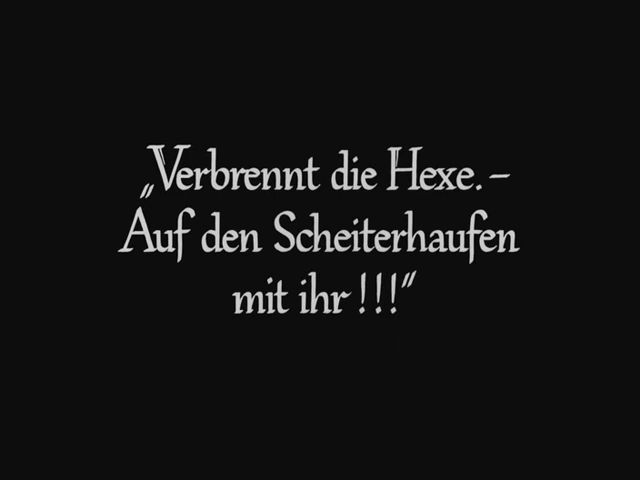 „Verbrennt die Hexe. –
Auf den Scheiterhaufen
mit ihr!!!“